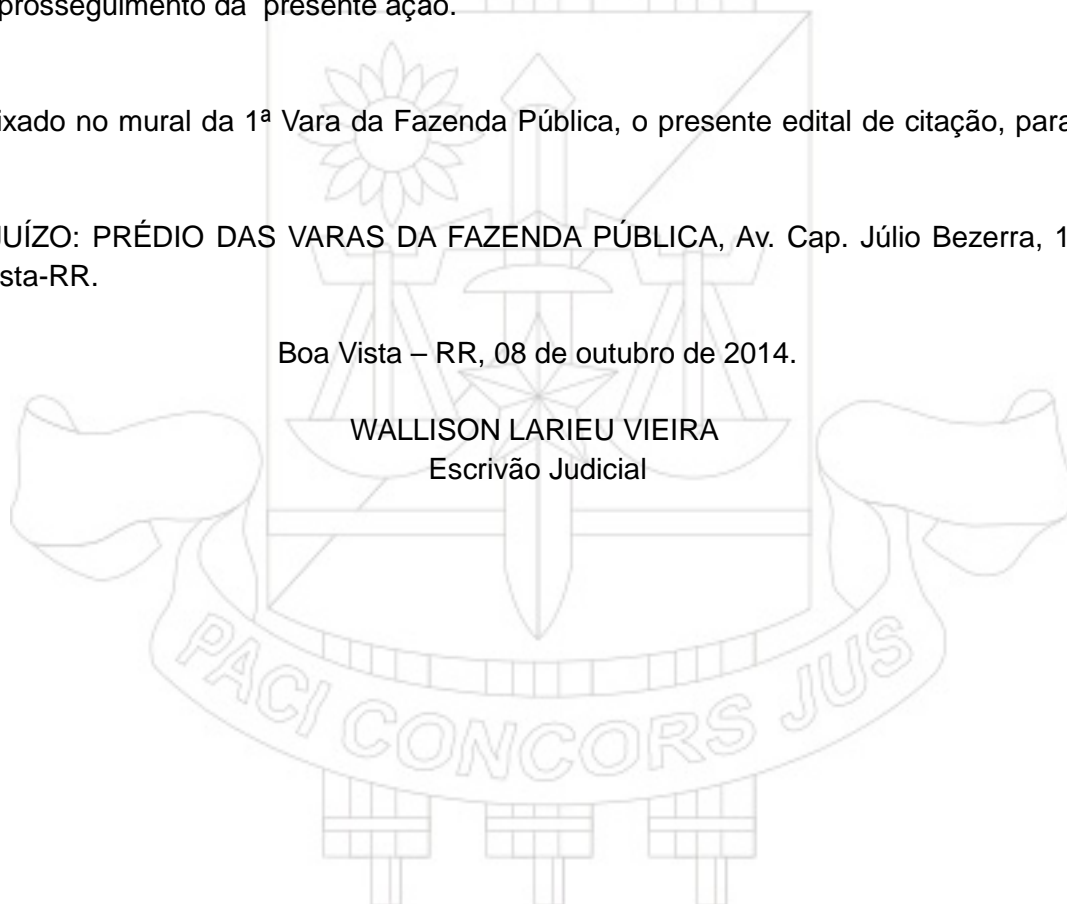 prosseguimento da presente ação.
ixado no mural da 1ª Vara da Fazenda Pública, o presente edital de citação, para
JUÍZO: PRÉDIO DAS VARAS DA FAZENDA PÚBLICA, Av. Cap. Júlio Bezerra, 1
sta-RR.
Boa Vista – RR, 08 de outubro de 2014.
WALLISON LARIEU VIEIRA
Escrivão Judicial
PACI CONCORS JUS